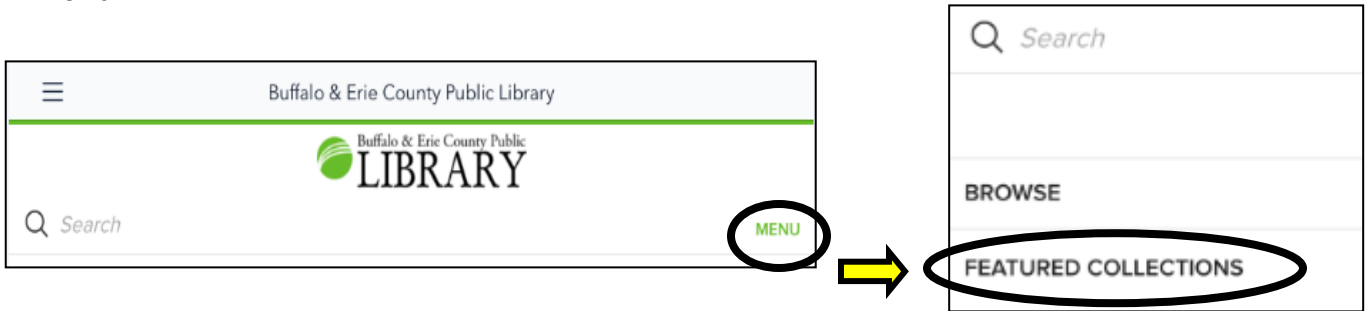 Buffalo & Erie County Public Library
Buffalo & Erie County Public
LIBRARY
Search
MENU
Search
BROWSE
FEATURED COLLECTIONS